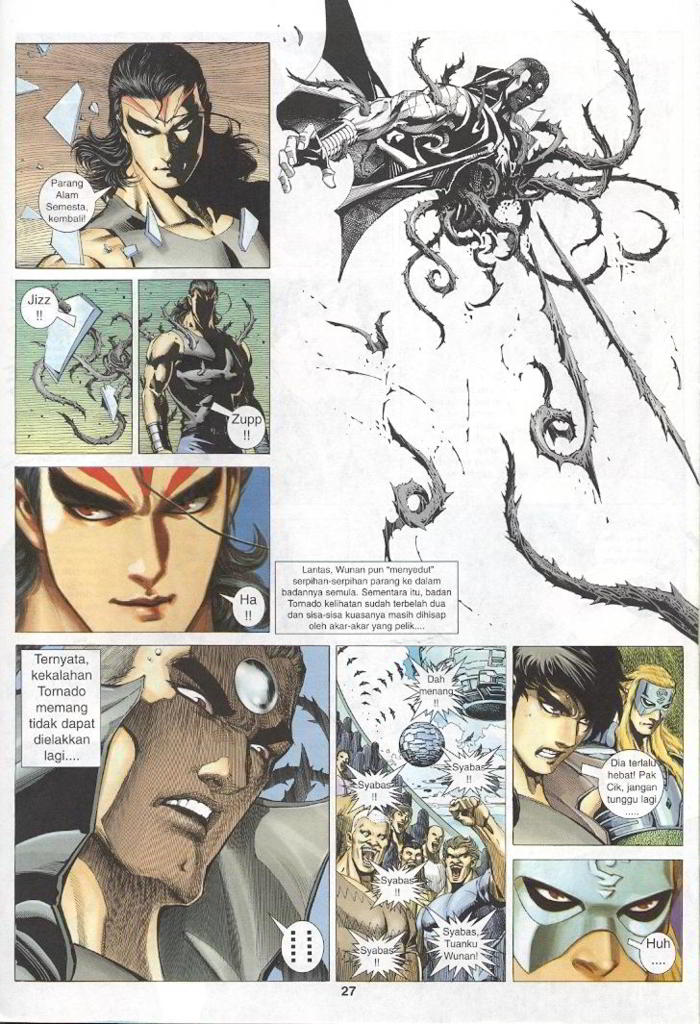 Parang
Alam
Semesta,
kembali!
Jizz
!!
Zupp
!!
Ha
!!
Lantas, Wunan pun "menyedut"
serpihan-serpihan parang ke dalam
badannya semula. Sementara itu, badan
Tornado kelihatan sudah terbelah dua
dan sisa-sisa kuasanya masih dihisap
oleh akar-akar yang pelik....
Ternyata,
kekalahan
Tornado
memang
tidak dapat
dielakkan
lagi....
!!
Dah
menang
!!
Syabas
!!
Syabas
!!
Syabas
!!
Syabas
!!
Syabas,
Tuanku
Wunan!
Dia terlalu
hebat! Pak
Cik, jangan
tunggu lagi
.....
Huh
....
27